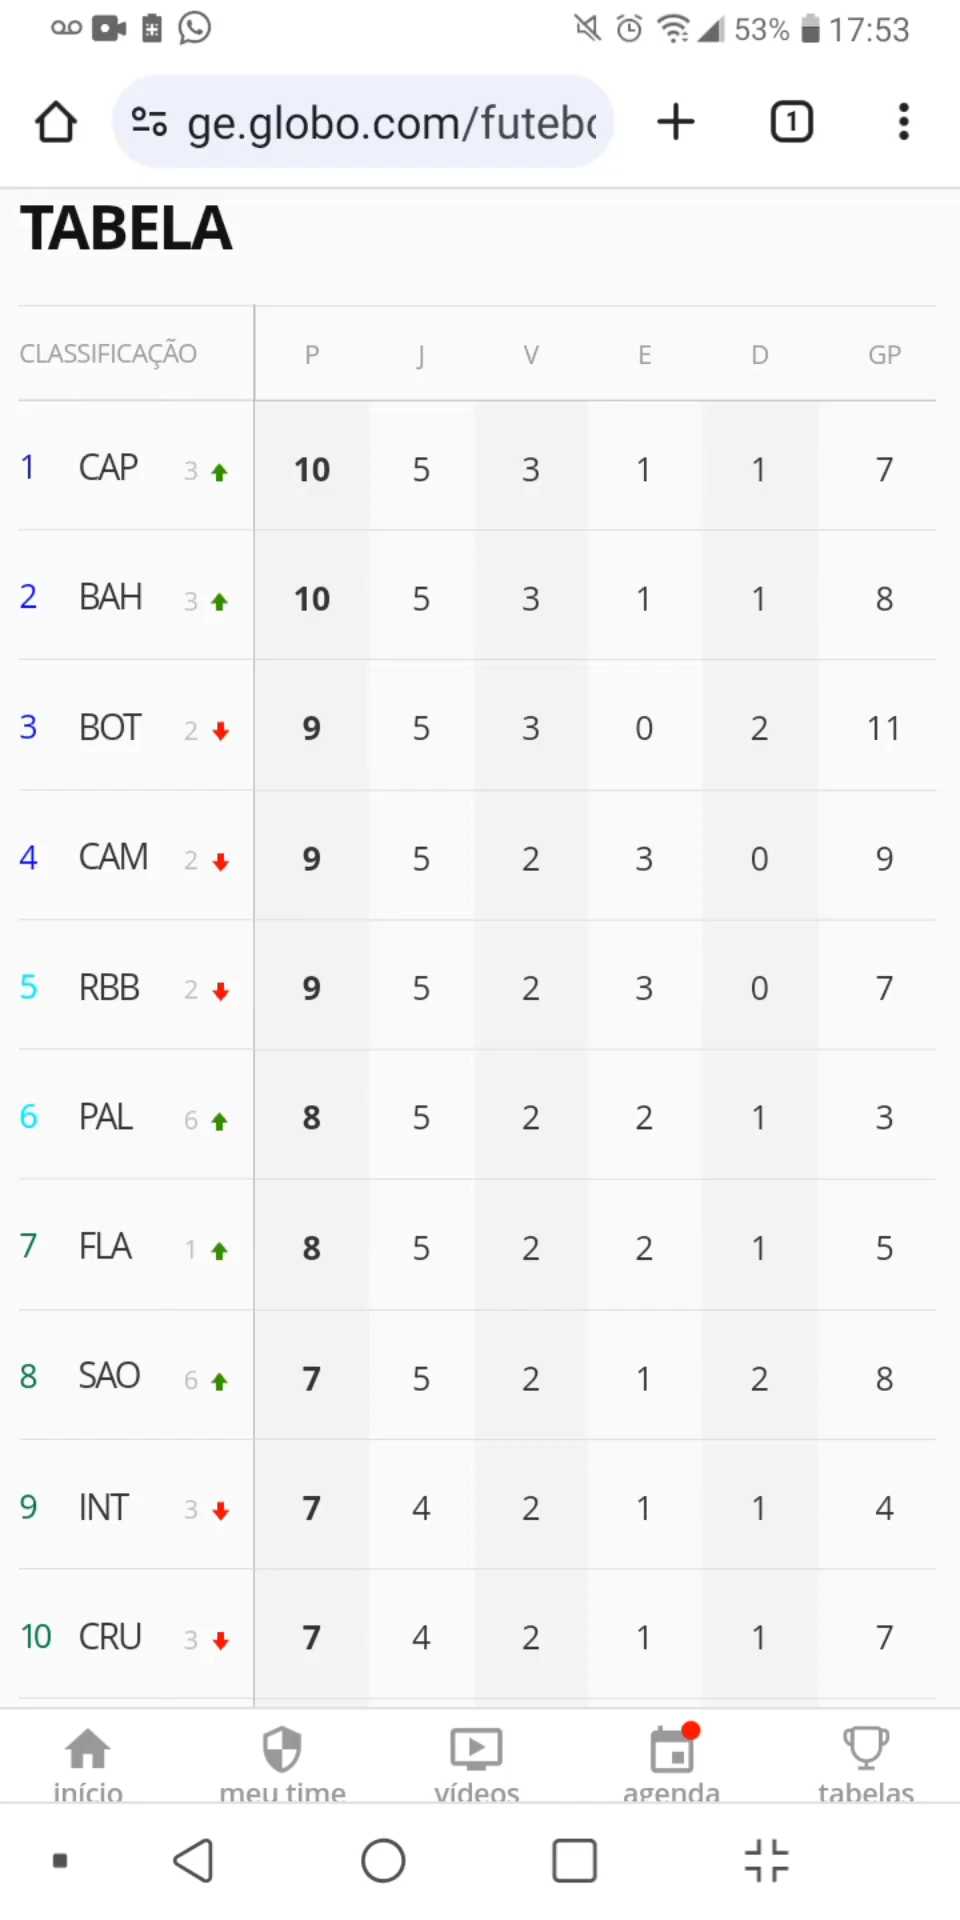 53% 17:53
ge.globo.com/futebo
1
TABELA
CLASSIFICAÇÃO P J V E D GP
1 CAP 3 10 5 3 1 1 7
2 BAH 3 10 5 3 1 1 8
3 BOT 2 9 5 3 0 2 11
4 CAM 2 9 5 2 3 0 9
5 RBB 2 9 5 2 3 0 7
6 PAL 6 8 5 2 2 1 3
7 FLA 1 8 5 2 2 1 5
8 SAO 6 7 5 2 1 2 8
9 INT 3 7 4 2 1 1 4
10 CRU 3 7 4 2 1 1 7
início meu time vídeos agenda tabelas